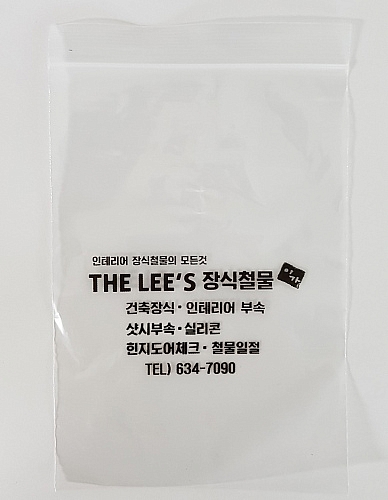 인테리어 장식철물의 모든것
THE LEE'S 장식철물 이가
건축장식·인테리어 부속
샷시부속·실리콘
힌지도어체크·철물일절
TEL) 634-7090